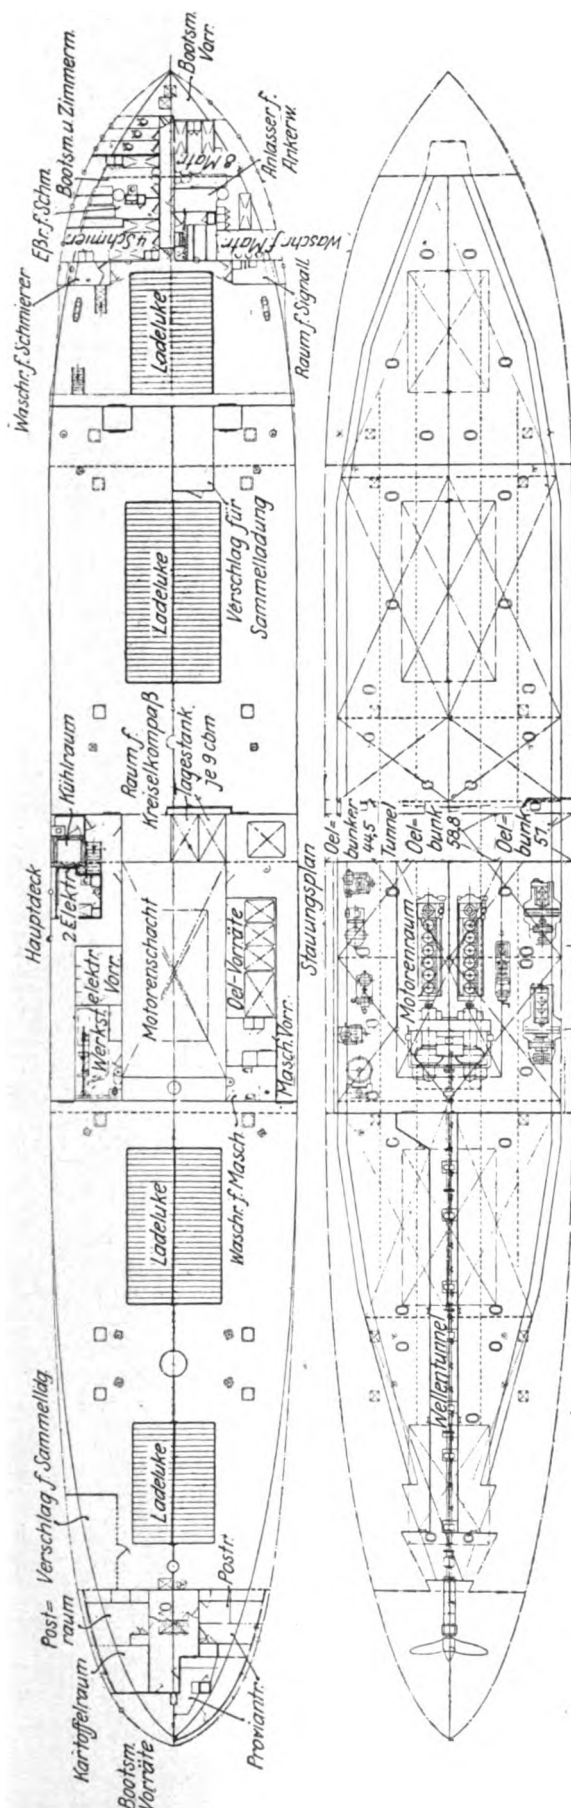 Bootsm.
Vorr.
Bootsm. u. Zimmerm.
Eßr. f. Schm.
4 Schmier.
8 Matr.
Anlasser f.
Ankerw.
Waschr. f. Matr.
Waschr. f. Schmierer
Raum f. Signall.
Ladeluke
Verschlag für
Sammelladung
Ladeluke
Kühlraum
Raum f.
Kreiselkompaß
Tagestank
je 9 cbm
Hauptdeck
2 Elektr.
Werkst.
elektr.
Vorr.
Motorenschacht
Oel-Vorräte
Masch. Vorr.
Waschr. f. Masch
Ladeluke
Ladeluke
Verschlag f. Sammelldg
Post=
raum
Kartoffelraum
Bootsm.
Vorräte
Postr.
Proviantr.
Stauungsplan
Oel=
bunker
44,5
Tunnel
Oel=
bunk
58,8
Oel=
bunk
57
Motorenraum
Wellentunnel